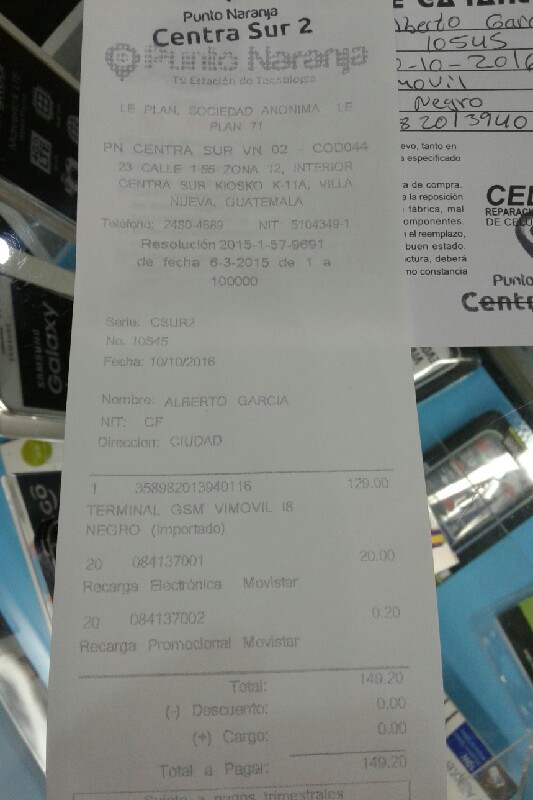 Punto Naranja
Centra Sur 2
Punto Naranja
Tu Estación de Tecnología
LE PLAN, SOCIEDAD ANONIMA LE
PLAN 71
PN CENTRA SUR VN 02 - COD044
23 CALLE 1-55 ZONA 12, INTERIOR
CENTRA SUR KIOSKO K-11A, VILLA
NUEVA, GUATEMALA
Teléfono: 2480-4689 NIT: 5104349-1
Resolución 2015-1-57-9691
de fecha 6-3-2015 de 1 a
100000
Serie: CSUR2
No. 10545
Fecha: 10/10/2016
Nombre: ALBERTO GARCIA
NIT: CF
Direccion: CIUDAD
1 358982013940116 129.00
TERMINAL GSM VIMOVIL I8
NEGRO (Importado)
20 084137001 20.00
Recarga Electrónica Movistar
20 084137002 0.20
Recarga Promocional Movistar
Total: 149.20
(-) Descuento: 0.00
(+) Cargo: 0.00
Total a Pagar: 149.20
Sujeto a pagos trimestrales
lberto Garc
10545
-10-2016
movil
Negro
8 2013940
evo, tanto en
s especificado
a de compra.
a la reposición
fábrica, mal
omponentes.
el reemplazo,
buen estado.
ctura, deberá
no constancia
CEL
REPARACI
DE CELU
Punto
Centra
SAMSUNG
Galaxy